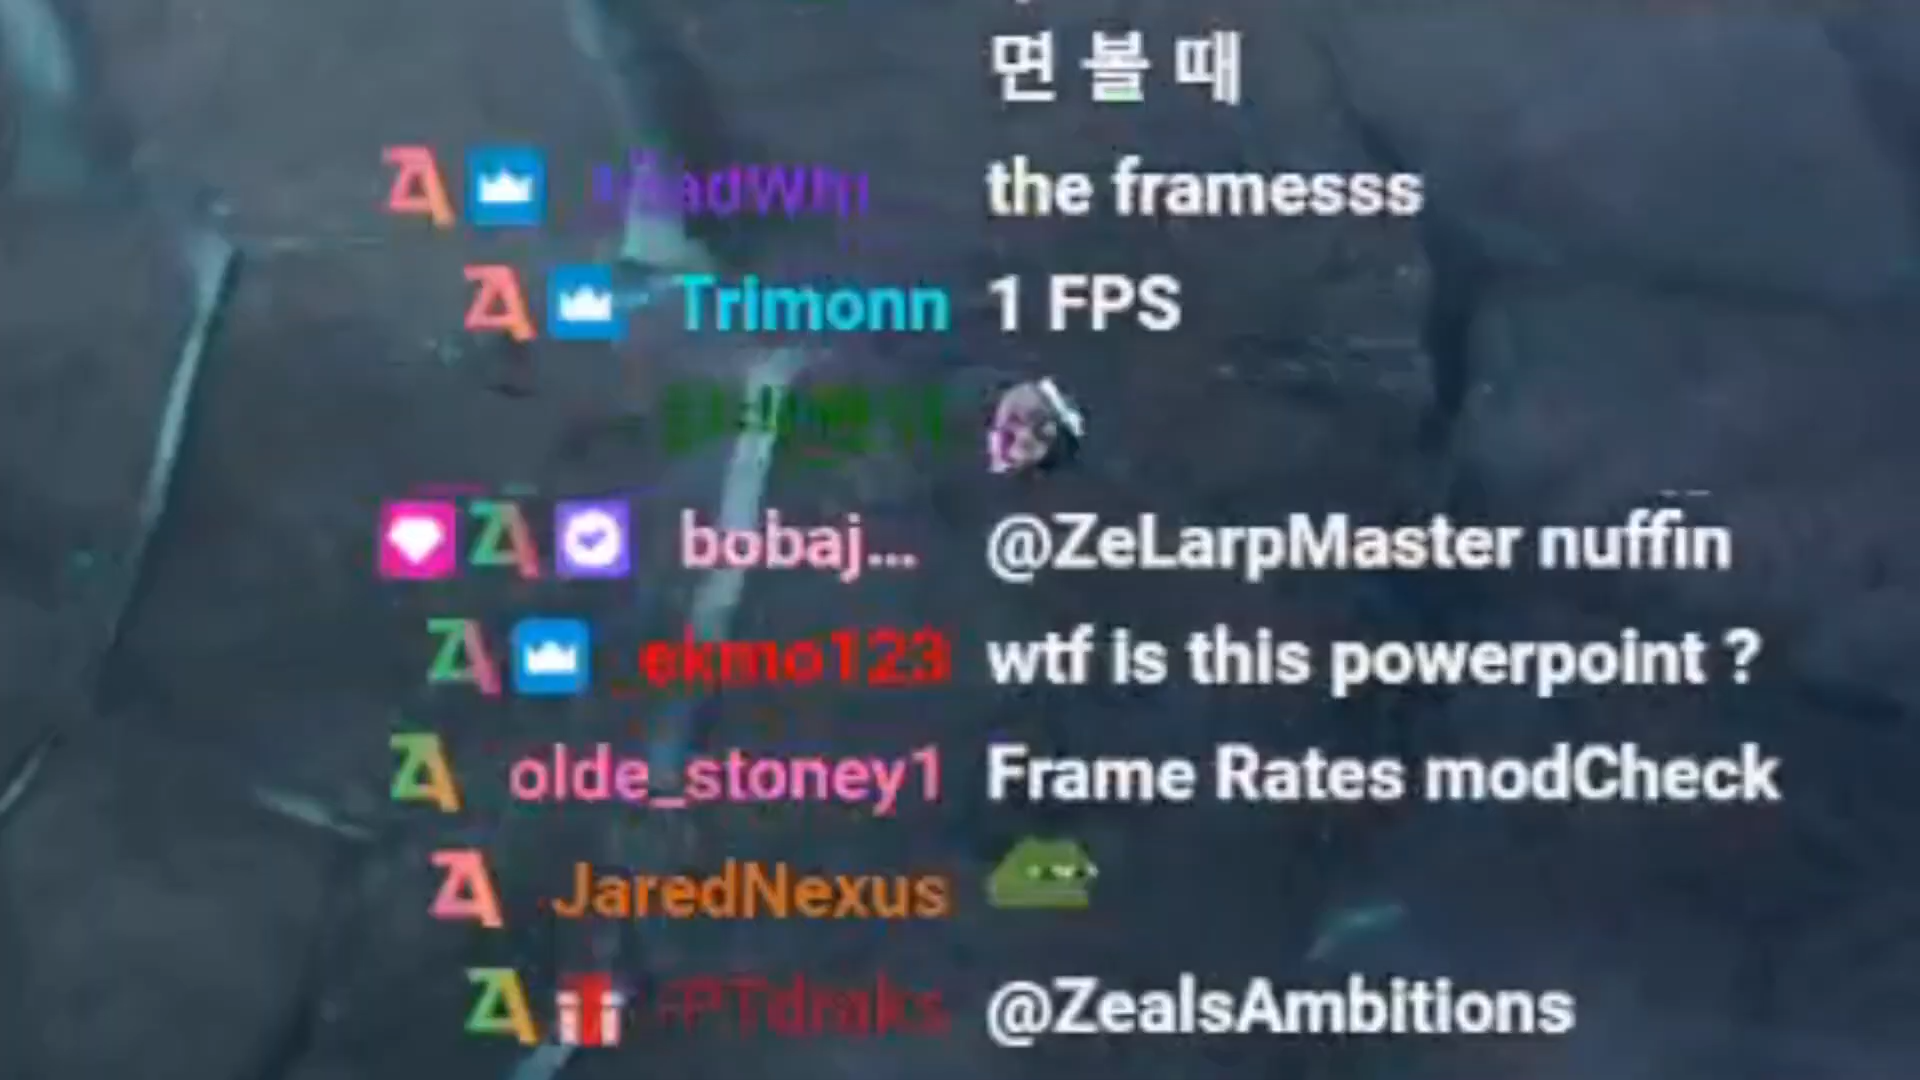 면 볼 때
the framesss
Trimonn 1 FPS
bobaj... @ZeLarpMaster nuffin
ekmo123 wtf is this powerpoint ?
olde_stoney1 Frame Rates modCheck
JaredNexus
@ZealsAmbitions